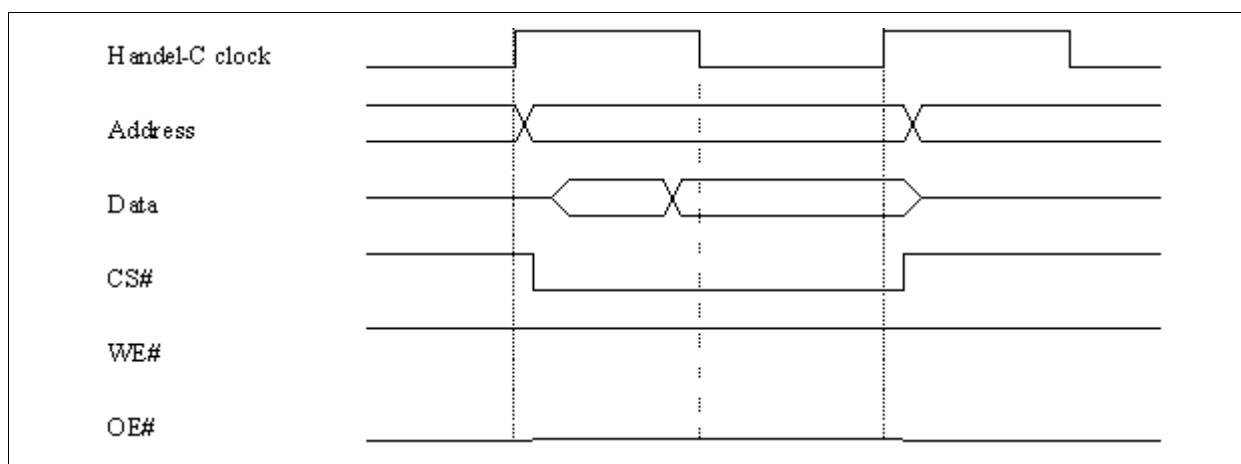 Handel-C clock
Address
Data
CS#
WE#
OE#